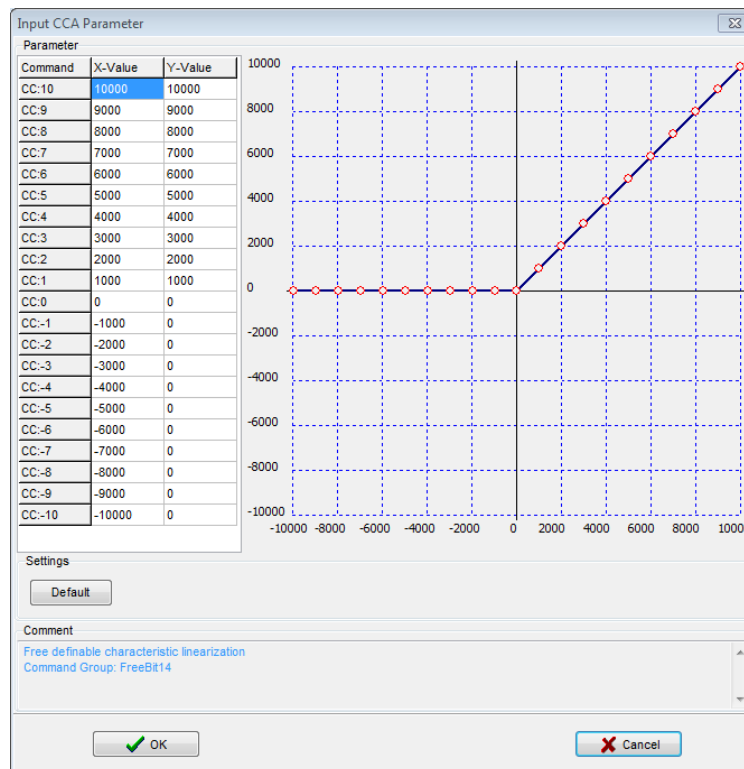 Input CCA Parameter
Parameter
Command X-Value Y-Value
CC:10 10000 10000
CC:9 9000 9000
CC:8 8000 8000
CC:7 7000 7000
CC:6 6000 6000
CC:5 5000 5000
CC:4 4000 4000
CC:3 3000 3000
CC:2 2000 2000
CC:1 1000 1000
CC:0 0 0
CC:-1 -1000 0
CC:-2 -2000 0
CC:-3 -3000 0
CC:-4 -4000 0
CC:-5 -5000 0
CC:-6 -6000 0
CC:-7 -7000 0
CC:-8 -8000 0
CC:-9 -9000 0
CC:-10 -10000 0
10000
8000
6000
4000
2000
0
-2000
-4000
-6000
-8000
-10000
-10000 -8000 -6000 -4000 -2000 0 2000 4000 6000 8000 1000
Settings
Default
Comment
Free definable characteristic linearization
Command Group: FreeBit14
OK Cancel